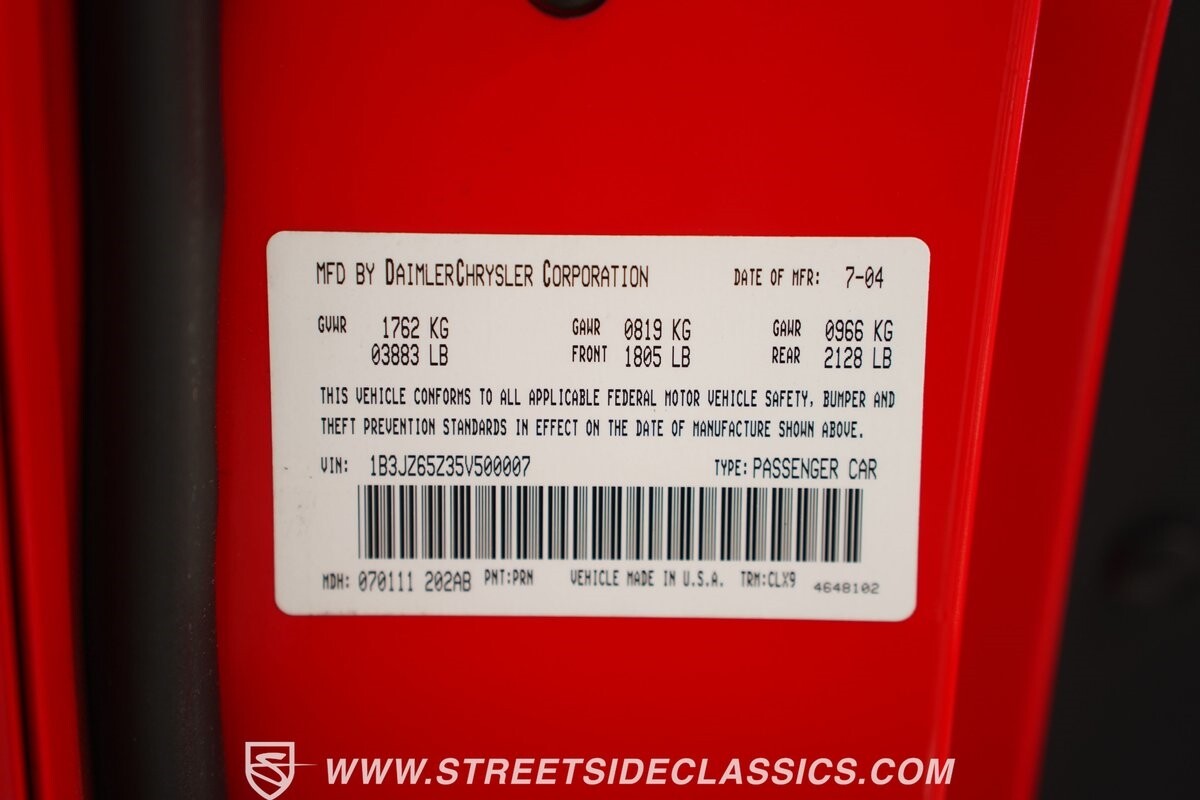 MFD BY DAIMLERCHRYSLER CORPORATION DATE OF MFR: 7-04
GVWR 1762 KG GAWR 0819 KG GAWR 0966 KG
03883 LB FRONT 1805 LB REAR 2128 LB
THIS VEHICLE CONFORMS TO ALL APPLICABLE FEDERAL MOTOR VEHICLE SAFETY, BUMPER AND
THEFT PREVENTION STANDARDS IN EFFECT ON THE DATE OF MANUFACTURE SHOWN ABOVE.
VIN: 1B3JZ65Z35V500007 TYPE: PASSENGER CAR
MDH: 070111 202AB PNT:PRN VEHICLE MADE IN U.S.A. TRM:CLX9 4648102
WWW.STREETSIDECLASSICS.COM